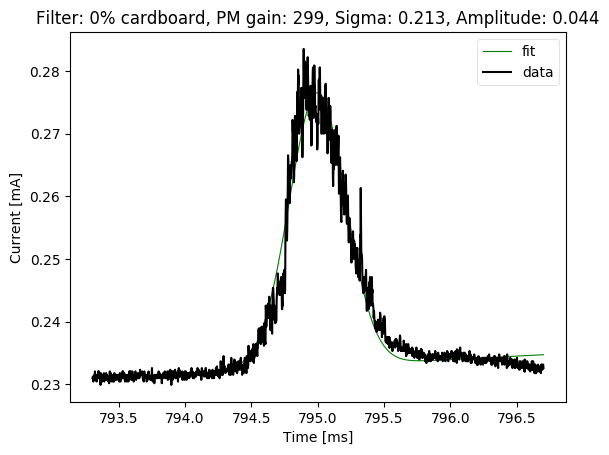 Filter: 0% cardboard, PM gain: 299, Sigma: 0.213, Amplitude: 0.044
fit
data
0.28
0.27
0.26
0.25
0.24
0.23
Current [mA]
793.5 794.0 794.5 795.0 795.5 796.0 796.5
Time [ms]